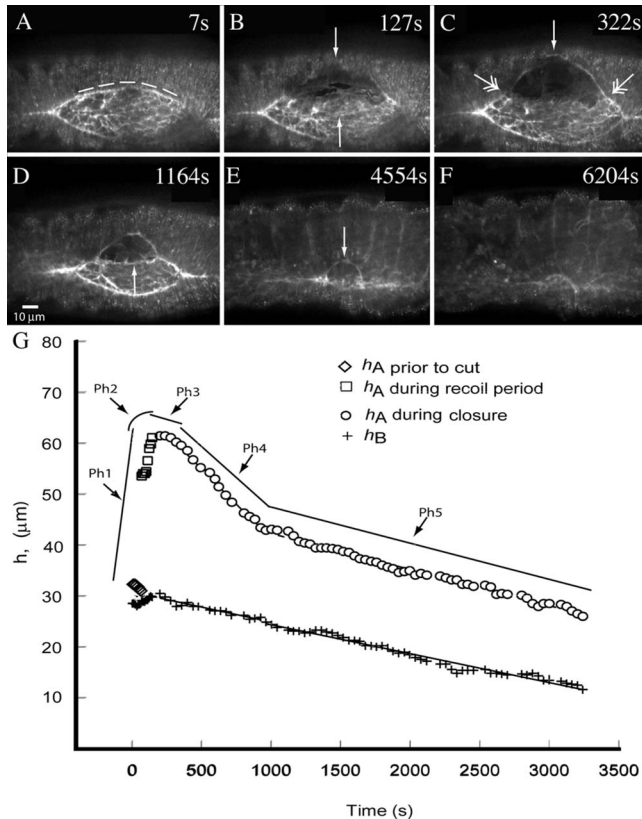 A 7s
B 127s
C 322s
D 1164s
E 4554s
F 6204s
10 μm
G
80
70
60
50
40
30
20
10
h, (μm)
Ph1
Ph2
Ph3
Ph4
Ph5
hA prior to cut
hA during recoil period
hA during closure
hB
0 500 1000 1500 2000 2500 3000 3500
Time (s)